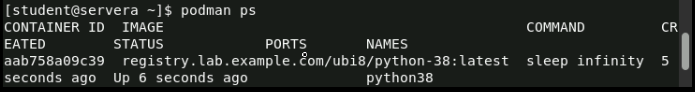 [student@servera ~]$ podman ps
CONTAINER ID  IMAGE                                         COMMAND         CR
EATED        STATUS            PORTS       NAMES
aab758a09c39  registry.lab.example.com/ubi8/python-38:latest  sleep infinity  5
seconds ago  Up 6 seconds ago              python38